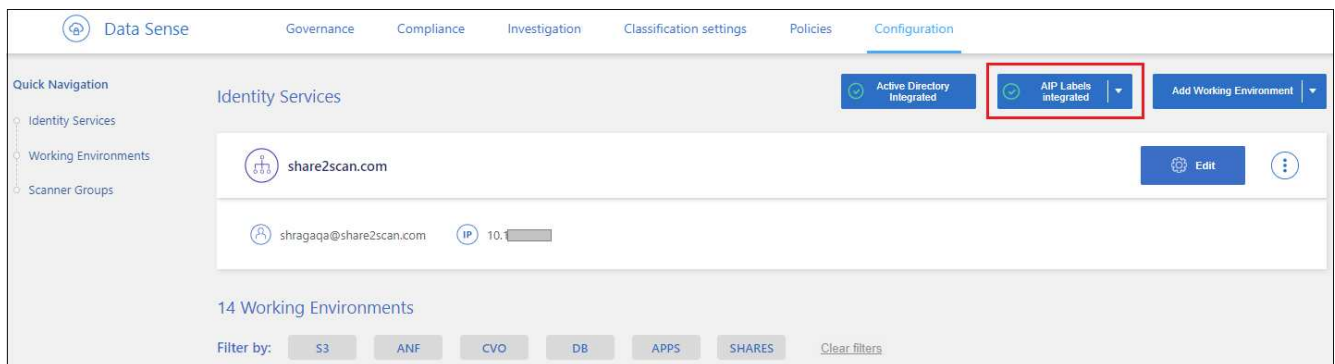 Data Sense
Governance
Compliance
Investigation
Classification settings
Policies
Configuration
Quick Navigation
Identity Services
Working Environments
Scanner Groups
Identity Services
Active Directory
Integrated
AIP Labels
integrated
Add Working Environment
share2scan.com
Edit
shragaqa@share2scan.com
IP
10.1
14 Working Environments
Filter by:
S3
ANF
CVO
DB
APPS
SHARES
Clear filters